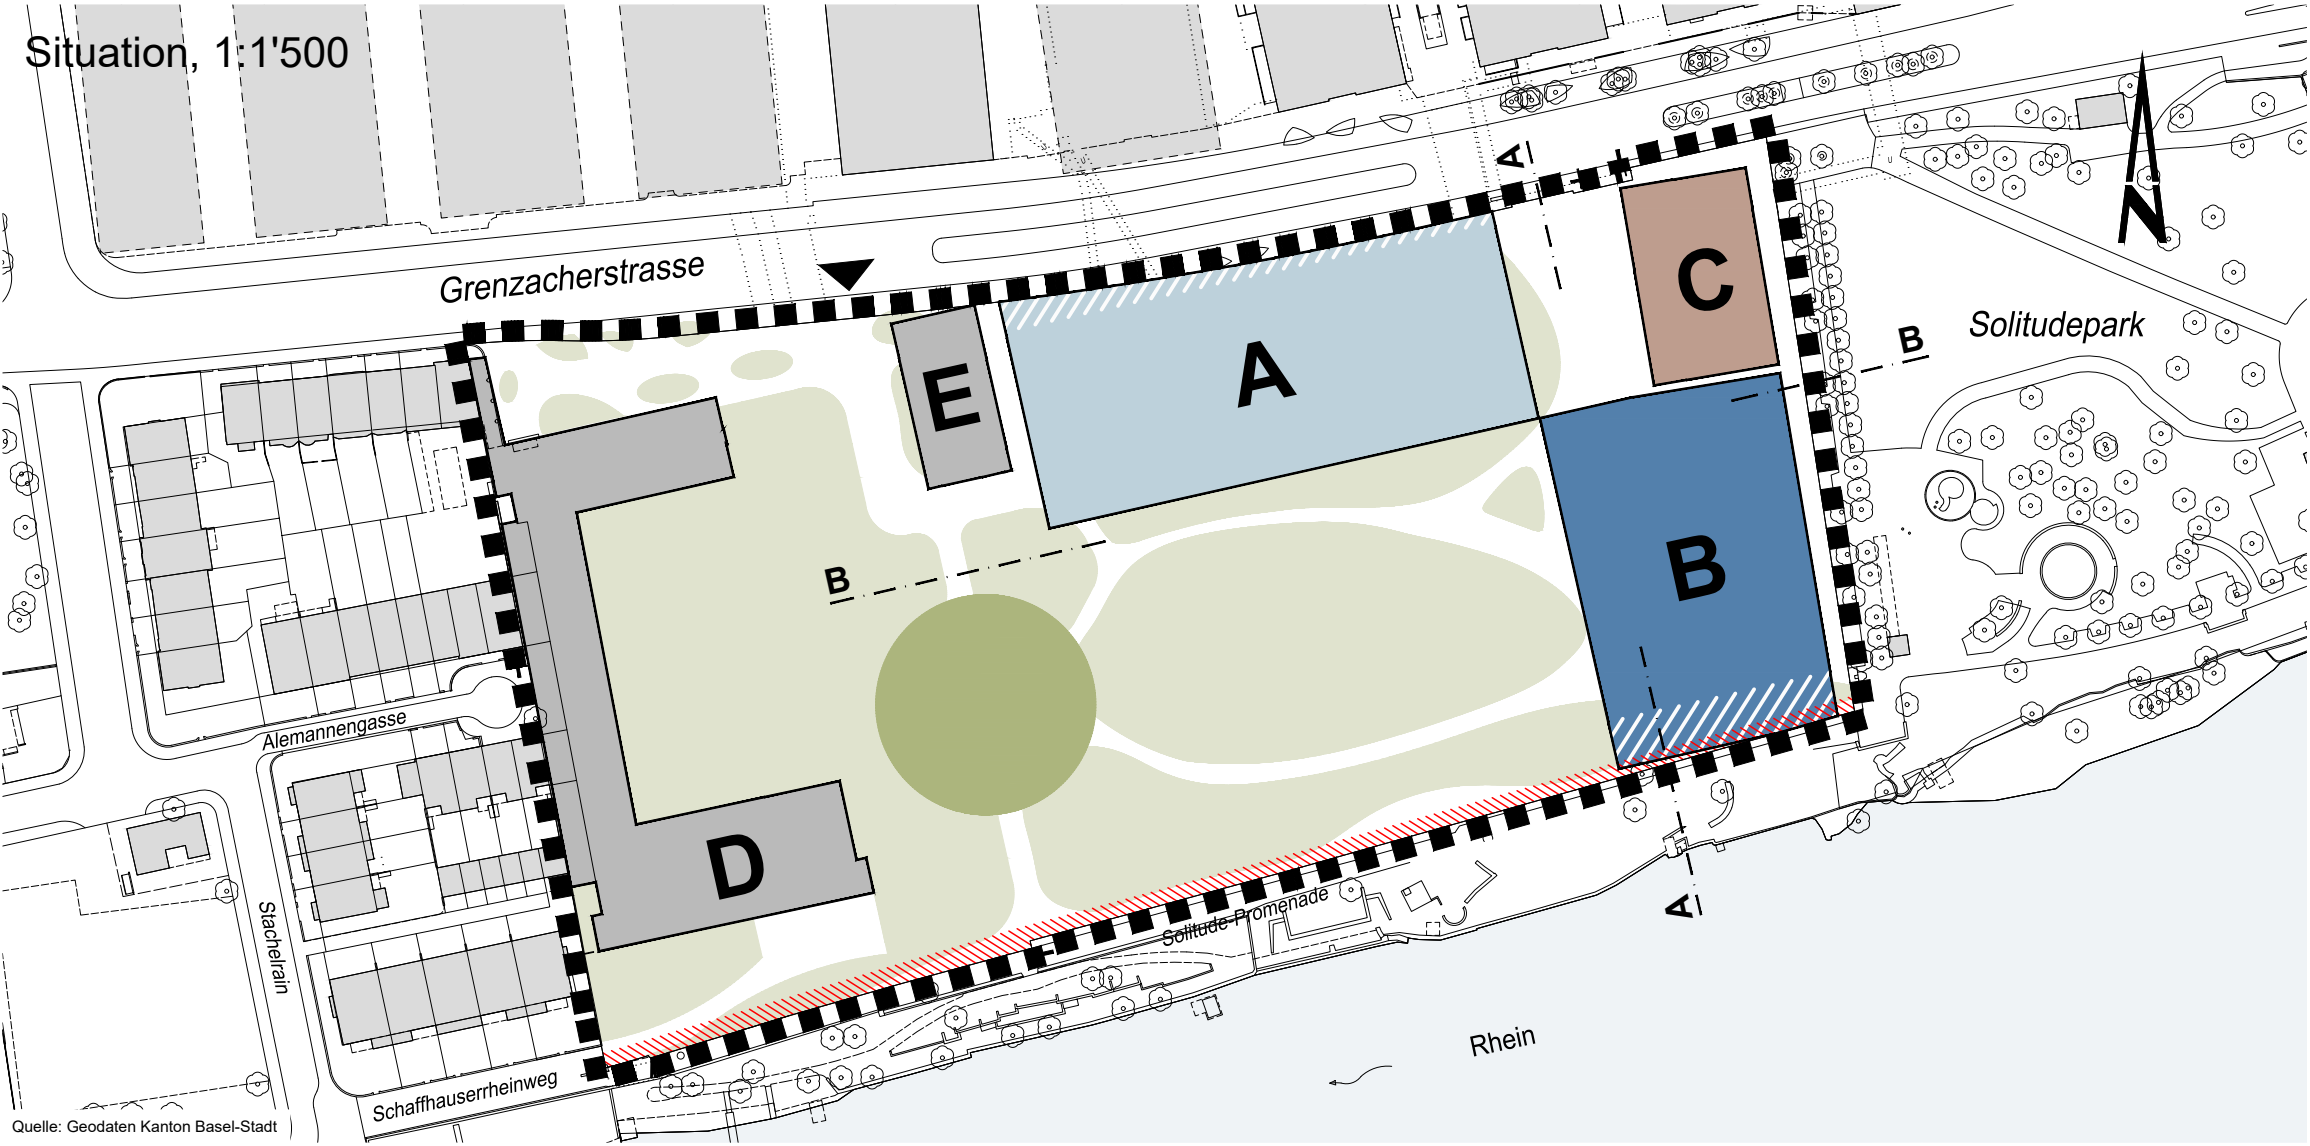 Situation, 1:1'500
N
Grenzacherstrasse
A
C
Solitudepark
B
E
A
B
B
D
Alemannengasse
Stachelrain
A
Solitude-Promenade
Rhein
Schaffhauserrheinweg
Quelle: Geodaten Kanton Basel-Stadt